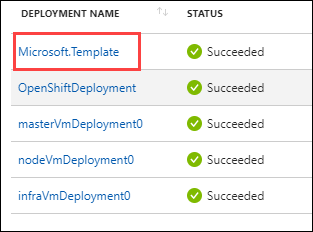 DEPLOYMENT NAME STATUS
Microsoft.Template Succeeded
OpenShiftDeployment Succeeded
masterVmDeployment0 Succeeded
nodeVmDeployment0 Succeeded
infraVmDeployment0 Succeeded